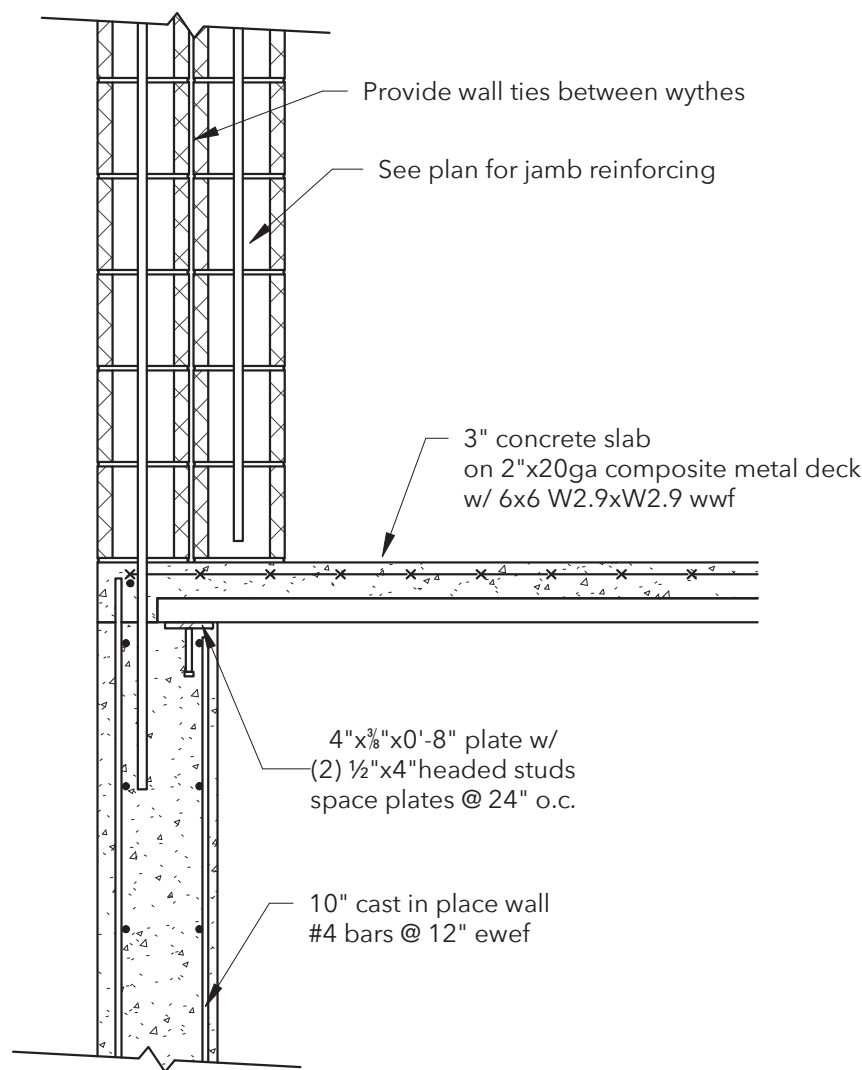 Provide wall ties between wythes
See plan for jamb reinforcing
3" concrete slab
on 2"x20ga composite metal deck
w/ 6x6 W2.9xW2.9 wwf
4"x⅜"x0'-8" plate w/
(2) ½"x4"headed studs
space plates @ 24" o.c.
10" cast in place wall
#4 bars @ 12" ewef